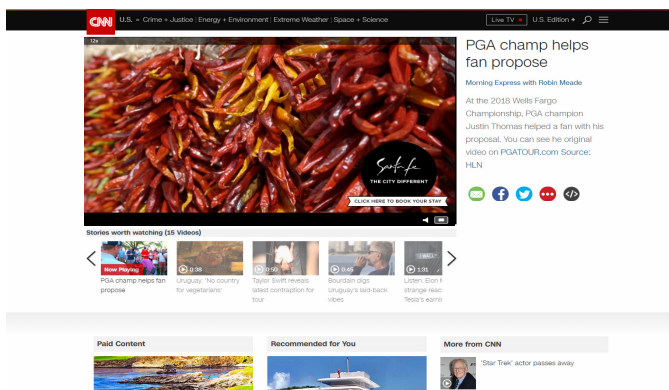 CNN U.S. + Crime + Justice | Energy + Environment | Extreme Weather | Space + Science Live TV U.S. Edition +
12s
Santa Fe
THE CITY DIFFERENT
CLICK HERE TO BOOK YOUR STAY
PGA champ helps
fan propose
Morning Express with Robin Meade
At the 2018 Wells Fargo
Championship, PGA champion
Justin Thomas helped a fan with his
proposal. You can see he original
video on PGATOUR.com Source:
HLN
Stories worth watching (15 Videos)
Now Playing
PGA champ helps fan
propose
0:38
Uruguay: 'No country
for vegetarians'
0:50
Taylor Swift reveals
latest contraption for
tour
0:45
Bourdain digs
Uruguay's laid-back
vibes
1:31
Listen: Elon M
strange reac
Tesla's earni
Paid Content
Recommended for You
More from CNN
'Star Trek' actor passes away